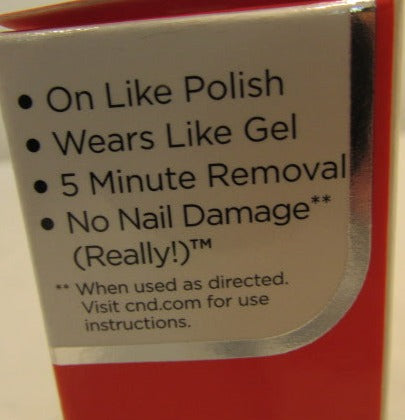 • On Like Polish
• Wears Like Gel
• 5 Minute Removal
• No Nail Damage**
(Really!)™
** When used as directed.
Visit cnd.com for use
instructions.